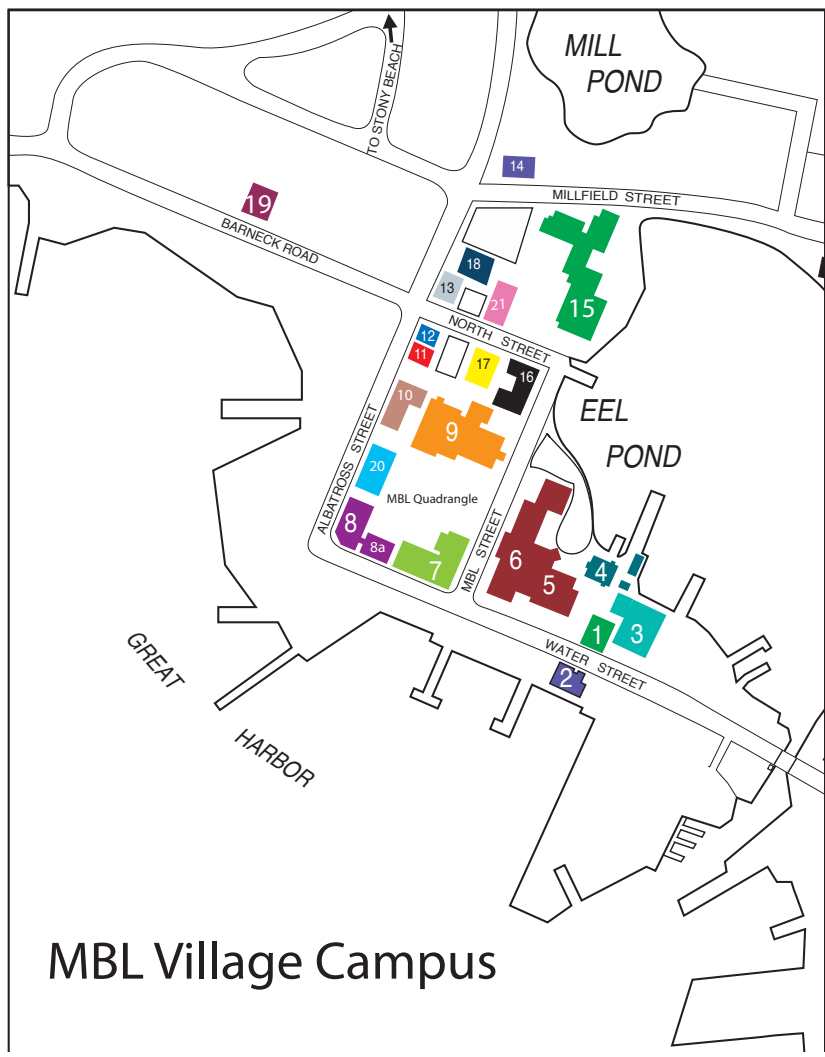 MILL
POND
TO STONY BEACH
14
MILLFIELD STREET
19
BARNECK ROAD
18
13
21
15
NORTH STREET
12
11
17
16
10
9
EEL
POND
ALBATROSS STREET
20
MBL Quadrangle
8
8a
7
MBL STREET
6
5
4
1
3
WATER STREET
2
GREAT
HARBOR
MBL Village Campus